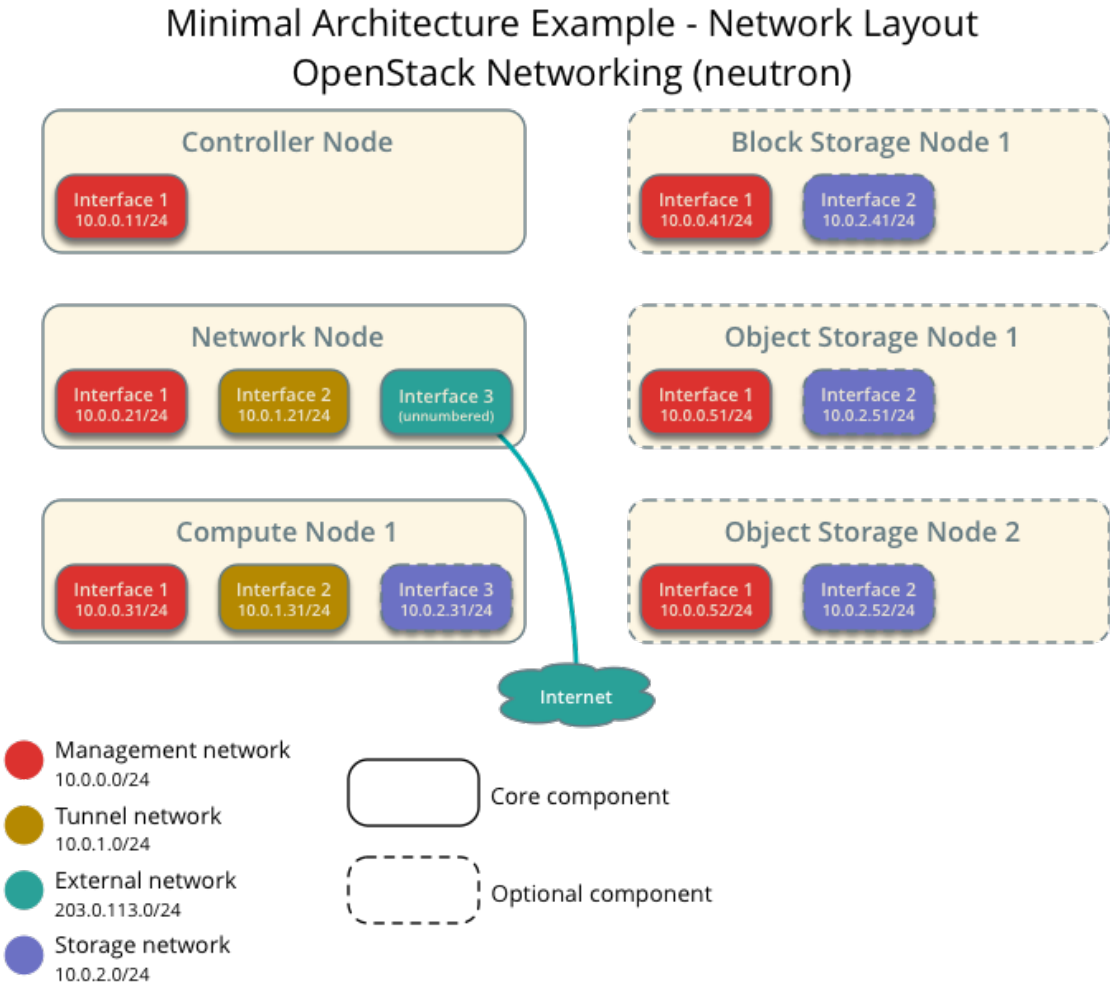 Minimal Architecture Example - Network Layout
OpenStack Networking (neutron)
Controller Node
Interface 1
10.0.0.11/24
Block Storage Node 1
Interface 1
10.0.0.41/24
Interface 2
10.0.2.41/24
Network Node
Interface 1
10.0.0.21/24
Interface 2
10.0.1.21/24
Interface 3
(unnumbered)
Object Storage Node 1
Interface 1
10.0.0.51/24
Interface 2
10.0.2.51/24
Compute Node 1
Interface 1
10.0.0.31/24
Interface 2
10.0.1.31/24
Interface 3
10.0.2.31/24
Object Storage Node 2
Interface 1
10.0.0.52/24
Interface 2
10.0.2.52/24
Internet
Management network
10.0.0.0/24
Tunnel network
10.0.1.0/24
External network
203.0.113.0/24
Storage network
10.0.2.0/24
Core component
Optional component